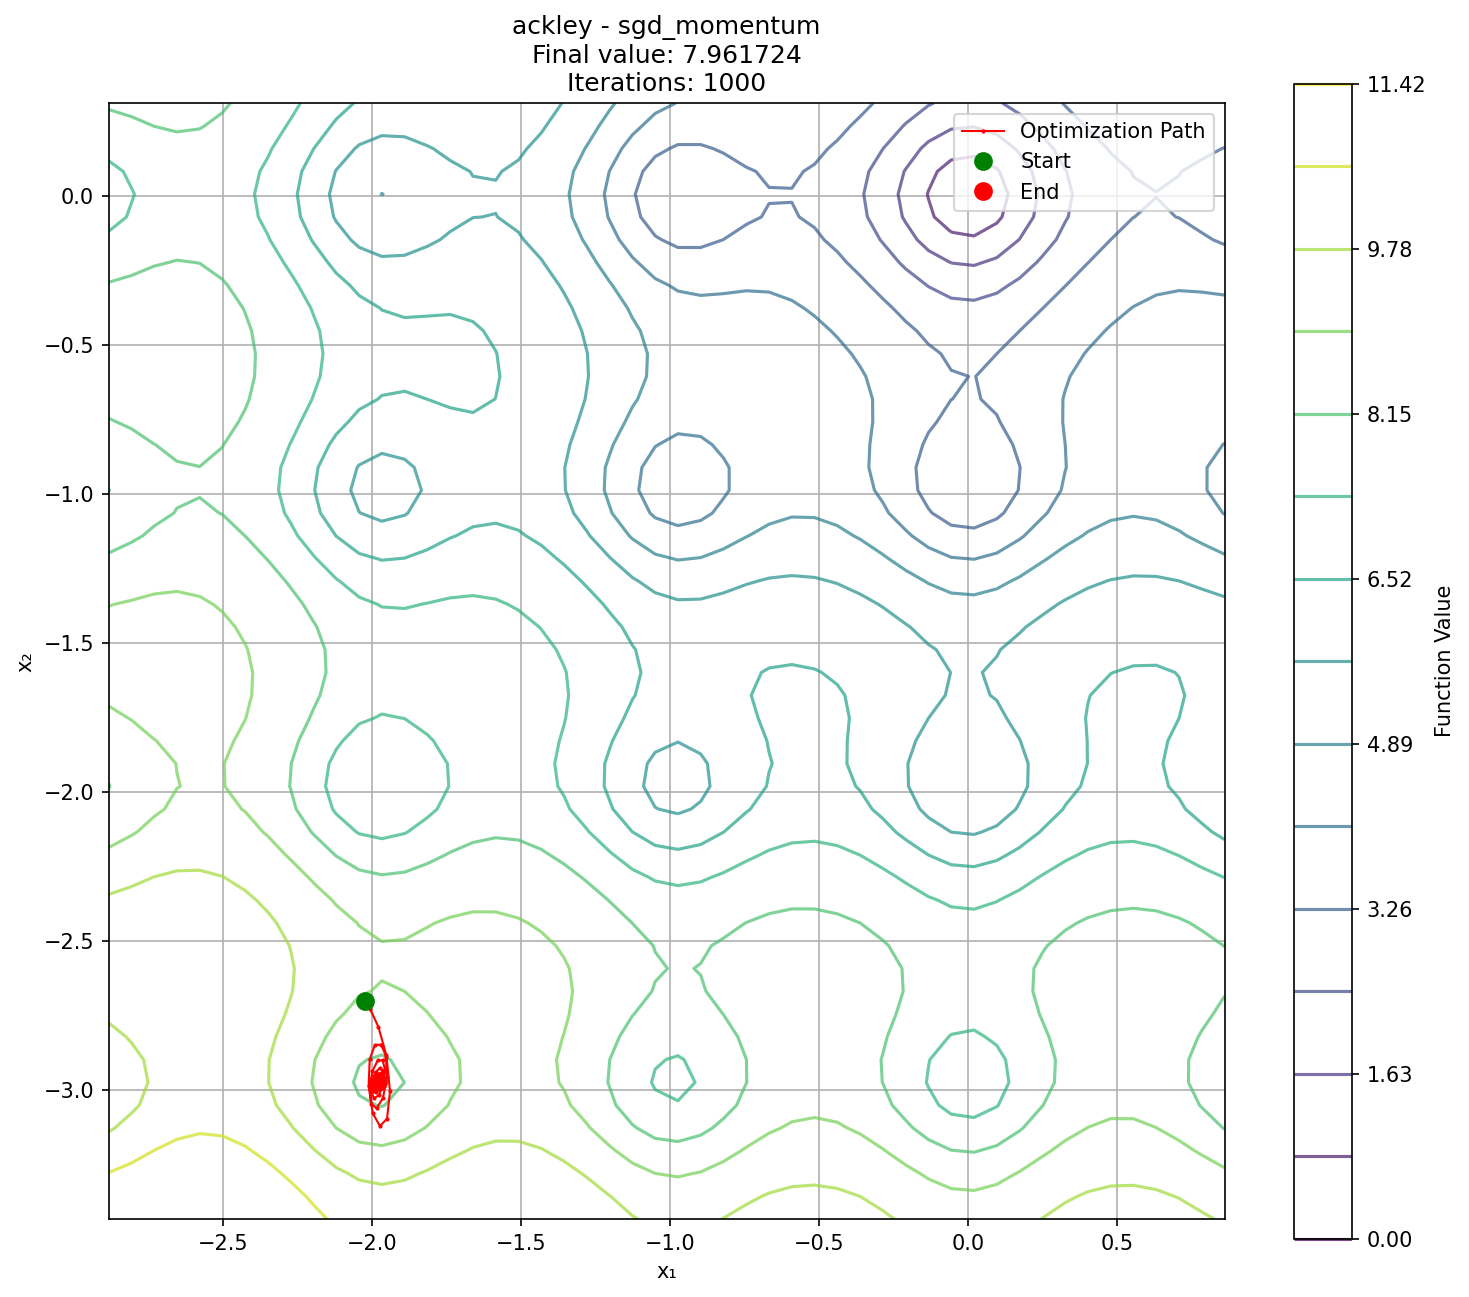 ackley - sgd_momentum
Final value: 7.961724
Iterations: 1000
Optimization Path
Start
End
0.0
−0.5
−1.0
−1.5
−2.0
−2.5
−3.0
x₂
−2.5
−2.0
−1.5
−1.0
−0.5
0.0
0.5
x₁
11.42
9.78
8.15
6.52
4.89
3.26
1.63
0.00
Function Value